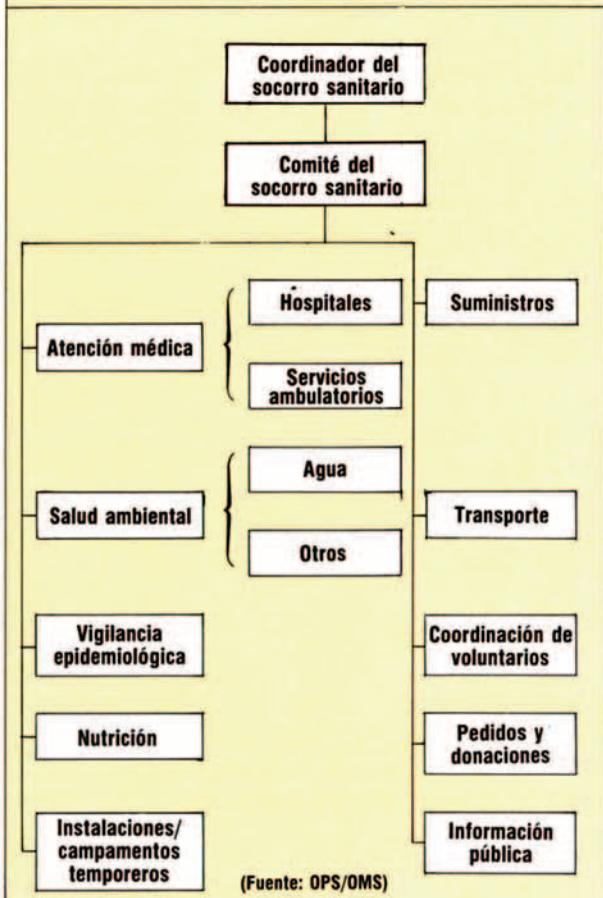 Coordinador del
socorro sanitario
Comité del
socorro sanitario
Atención médica
Hospitales
Servicios
ambulatorios
Suministros
Salud ambiental
Agua
Otros
Transporte
Vigilancia
epidemiológica
Coordinación de
voluntarios
Nutrición
Pedidos y
donaciones
Instalaciones/
campamentos
temporeros
Información
pública
(Fuente: OPS/OMS)